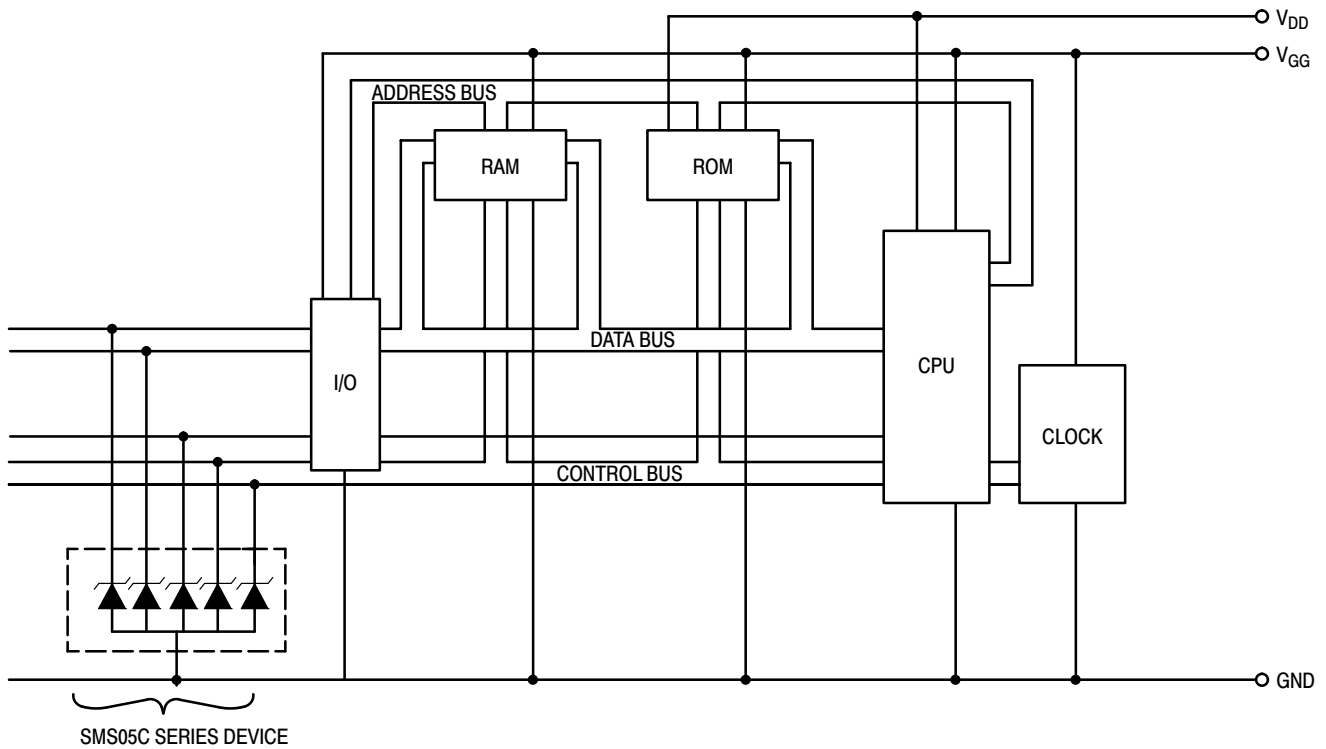 V_DD
V_GG
ADDRESS BUS
RAM
ROM
DATA BUS
I/O
CPU
CLOCK
CONTROL BUS
GND
SMS05C SERIES DEVICE